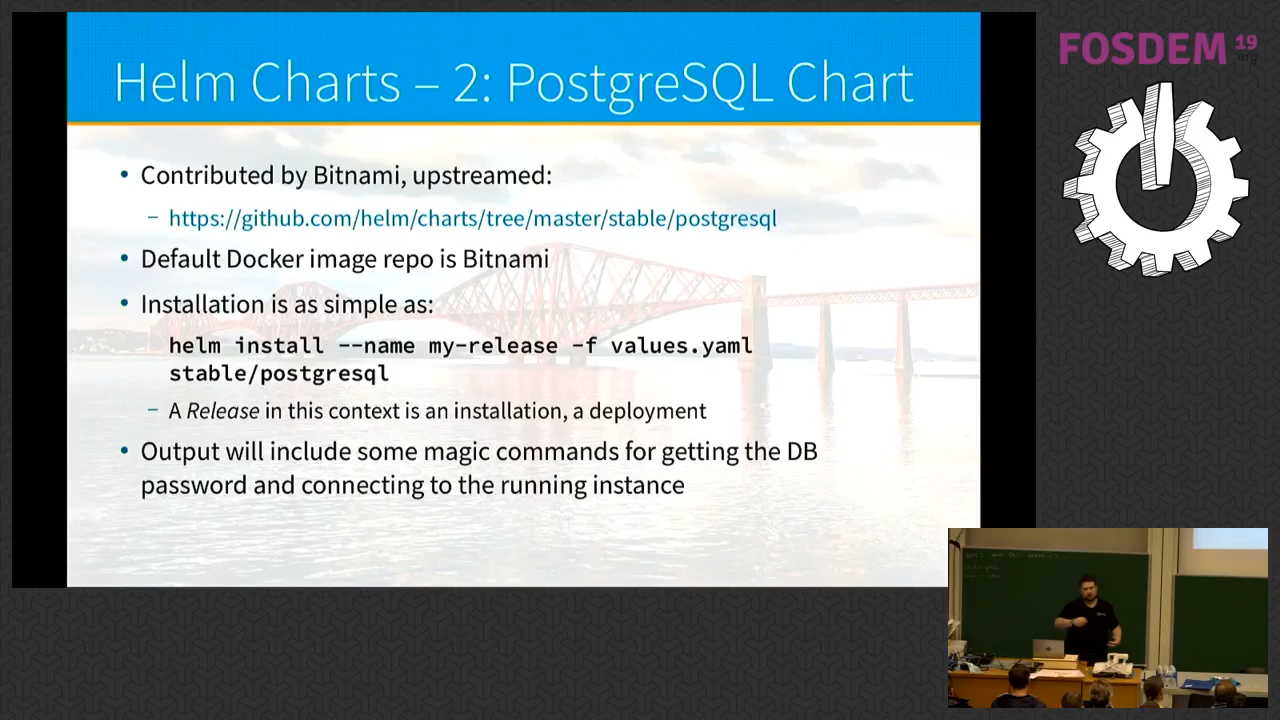 Helm Charts – 2: PostgreSQL Chart
FOSDEM 19
.org
• Contributed by Bitnami, upstreamed:
– https://github.com/helm/charts/tree/master/stable/postgresql
• Default Docker image repo is Bitnami
• Installation is as simple as:
helm install --name my-release -f values.yaml
stable/postgresql
– A Release in this context is an installation, a deployment
• Output will include some magic commands for getting the DB
password and connecting to the running instance